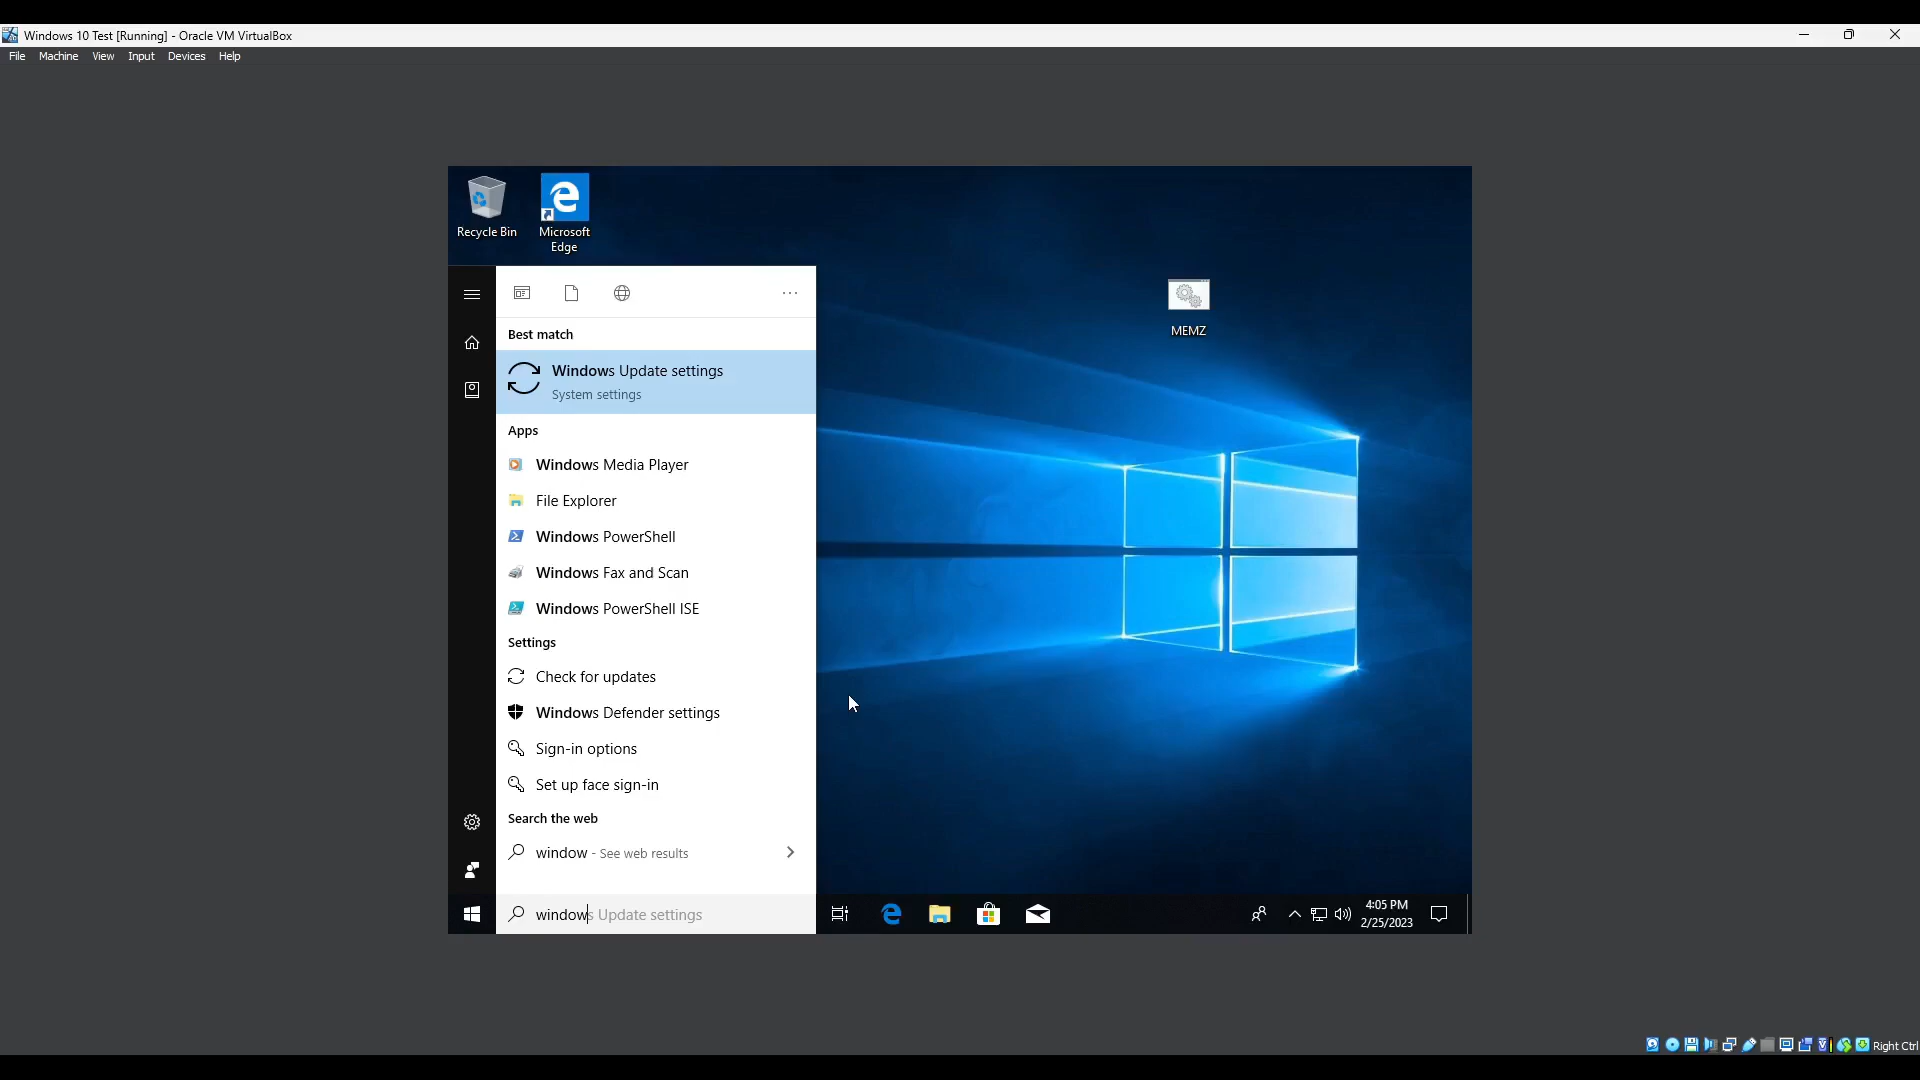 Windows 10 Test [Running] - Oracle VM VirtualBox
File Machine View Input Devices Help
Recycle Bin
Microsoft
Edge
MEMZ
Best match
Windows Update settings
System settings
Apps
Windows Media Player
File Explorer
Windows PowerShell
Windows Fax and Scan
Windows PowerShell ISE
Settings
Check for updates
Windows Defender settings
Sign-in options
Set up face sign-in
Search the web
window - See web results
windows Update settings
4:05 PM
2/25/2023
Right Ctrl